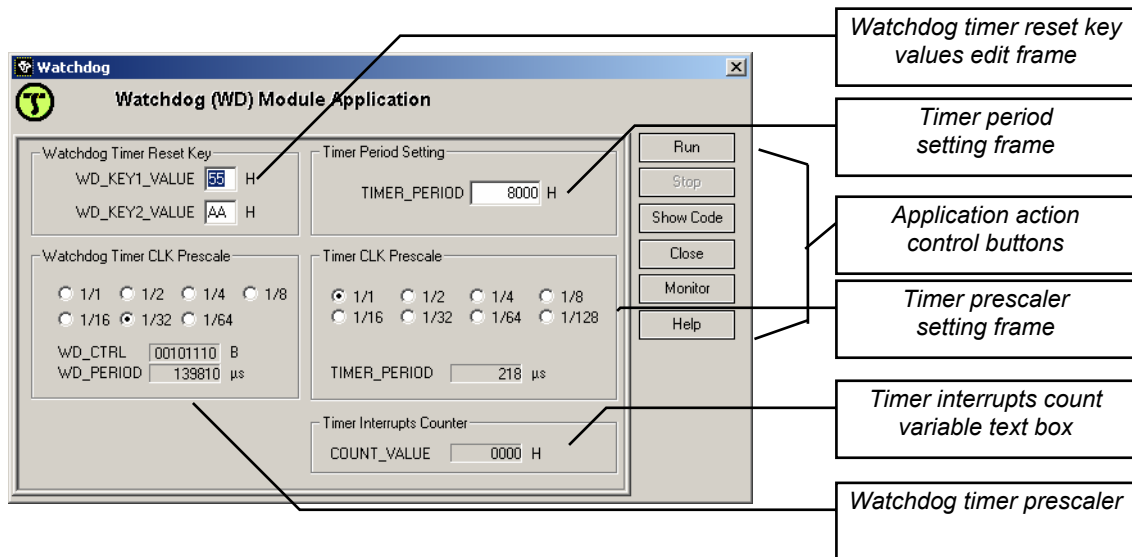 Watchdog
Watchdog (WD) Module Application
Watchdog Timer Reset Key
WD_KEY1_VALUE 55 H
WD_KEY2_VALUE AA H
Timer Period Setting
TIMER_PERIOD 8000 H
Watchdog Timer CLK Prescale
1/1 1/2 1/4 1/8
1/16 1/32 1/64
WD_CTRL 00101110 B
WD_PERIOD 139810 µs
Timer CLK Prescale
1/1 1/2 1/4 1/8
1/16 1/32 1/64 1/128
TIMER_PERIOD 218 µs
Timer Interrupts Counter
COUNT_VALUE 0000 H
Run
Stop
Show Code
Close
Monitor
Help
Watchdog timer reset key
values edit frame
Timer period
setting frame
Application action
control buttons
Timer prescaler
setting frame
Timer interrupts count
variable text box
Watchdog timer prescaler